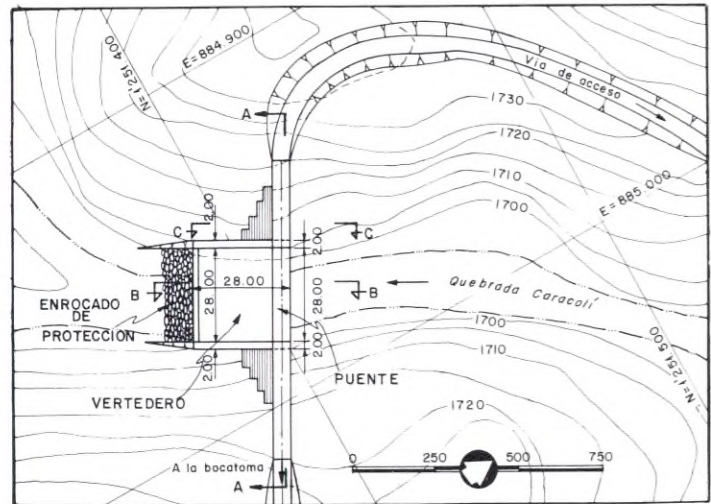 N=1'251.400
E=884.900
Vía de acceso
A
1730
1720
1710
1700
E=885.000
2.00
C
C
2.00
B
28.00
28.00
28.00
B
Quebrada Caracolí
ENROCADO
DE
PROTECCION
2.00
2.00
1700
1710
N=1'251.500
VERTEDERO
PUENTE
1720
A la bocatoma
A
0
250
500
750